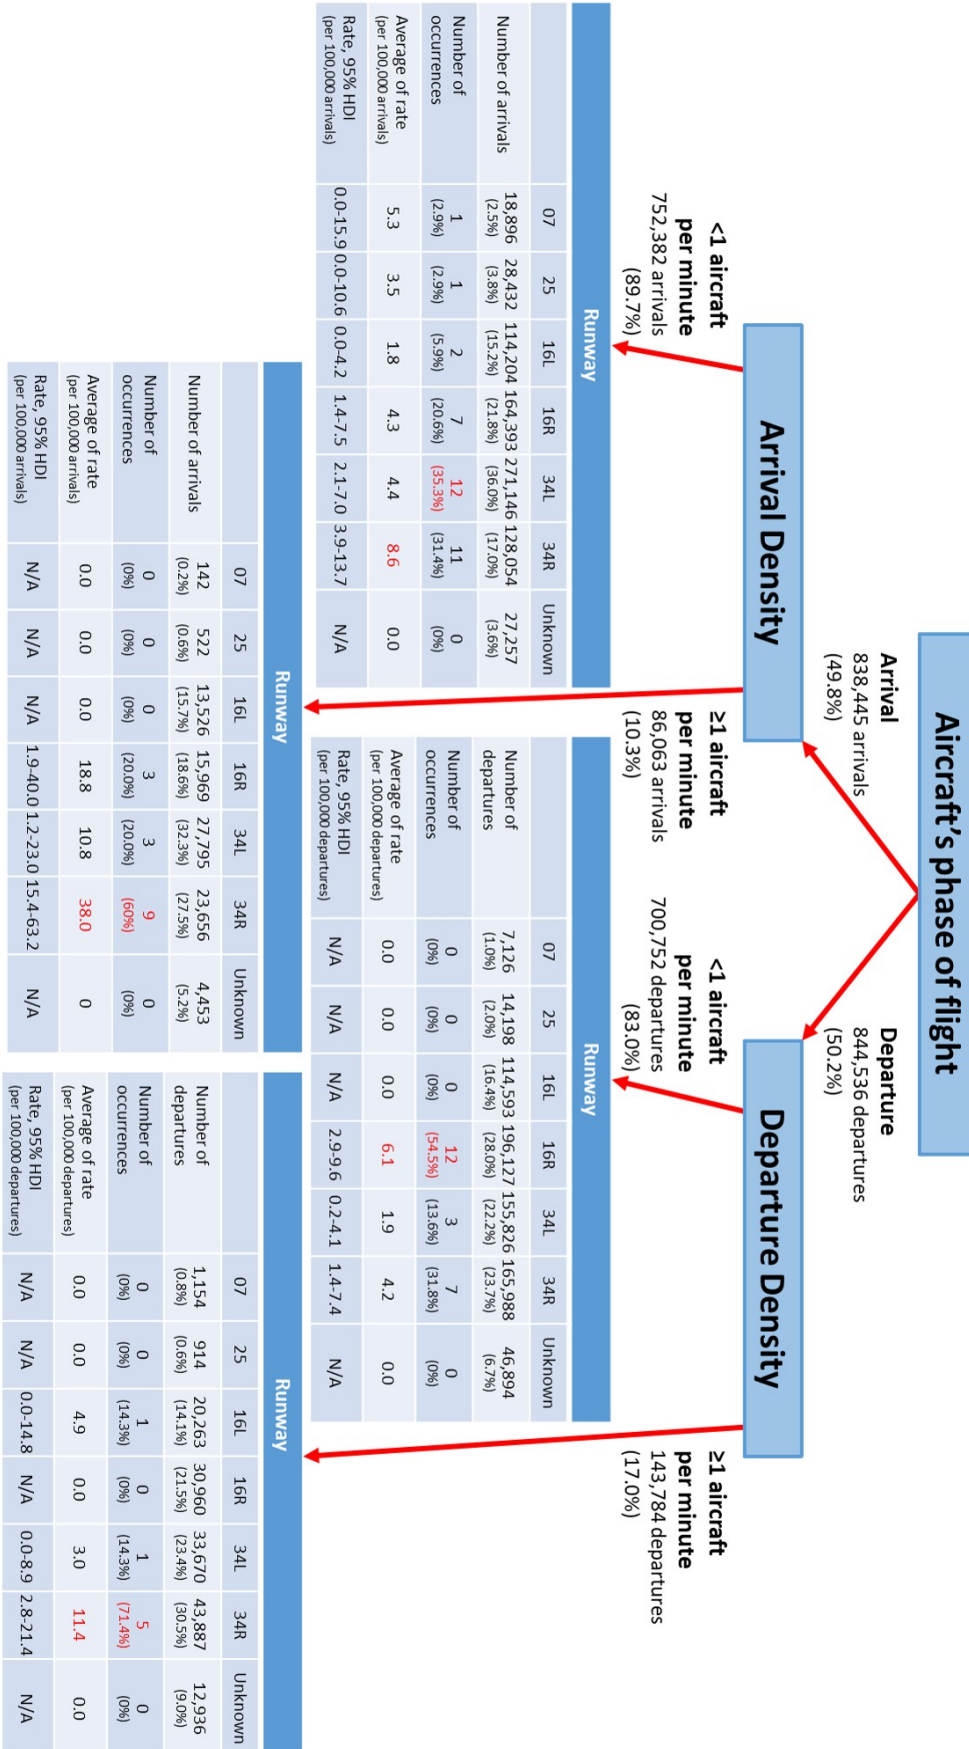 Aircraft's phase of flight
Arrival
838,445 arrivals
(49.8%)
Departure
844,536 departures
(50.2%)
Arrival Density
Departure Density
<1 aircraft
per minute
752,382 arrivals
(89.7%)
≥1 aircraft
per minute
86,063 arrivals
(10.3%)
<1 aircraft
per minute
700,752 departures
(83.0%)
≥1 aircraft
per minute
143,784 departures
(17.0%)
Runway
07 25 16L 16R 34L 34R Unknown
Number of arrivals 18,896 28,432 114,204 164,393 271,146 128,054 27,257
(2.5%) (3.8%) (15.2%) (21.8%) (36.0%) (17.0%) (3.6%)
Number of 1 1 2 7 12 11 0
occurrences (2.9%) (2.9%) (5.9%) (20.6%) (35.3%) (31.4%) (0%)
Average of rate 5.3 3.5 1.8 4.3 4.4 8.6 0.0
(per 100,000 arrivals)
Rate, 95% HDI 0.0-15.9 0.0-10.6 0.0-4.2 1.4-7.5 2.1-7.0 3.9-13.7 N/A
(per 100,000 arrivals)
Runway
07 25 16L 16R 34L 34R Unknown
Number of 7,126 14,198 114,593 196,127 155,826 165,988 46,894
departures (1.0%) (2.0%) (16.4%) (28.0%) (22.2%) (23.7%) (6.7%)
Number of 0 0 0 12 3 7 0
occurrences (0%) (0%) (0%) (54.5%) (13.6%) (31.8%) (0%)
Average of rate 0.0 0.0 0.0 6.1 1.9 4.2 0.0
(per 100,000 departures)
Rate, 95% HDI N/A N/A N/A 2.9-9.6 0.2-4.1 1.4-7.4 N/A
(per 100,000 departures)
Runway
07 25 16L 16R 34L 34R Unknown
Number of arrivals 142 522 13,526 15,969 27,795 23,656 4,453
(0.2%) (0.6%) (15.7%) (18.6%) (32.3%) (27.5%) (5.2%)
Number of 0 0 0 3 3 9 0
occurrences (0%) (0%) (0%) (20.0%) (20.0%) (60%) (0%)
Average of rate 0.0 0.0 0.0 18.8 10.8 38.0 0
(per 100,000 arrivals)
Rate, 95% HDI N/A N/A N/A 1.9-40.0 1.2-23.0 15.4-63.2 N/A
(per 100,000 arrivals)
Runway
07 25 16L 16R 34L 34R Unknown
Number of 1,154 914 20,263 30,960 33,670 43,887 12,936
departures (0.8%) (0.6%) (14.1%) (21.5%) (23.4%) (30.5%) (9.0%)
Number of 0 0 1 0 1 5 0
occurrences (0%) (0%) (14.3%) (0%) (14.3%) (71.4%) (0%)
Average of rate 0.0 0.0 4.9 0.0 3.0 11.4 0.0
(per 100,000 departures)
Rate, 95% HDI N/A N/A 0.0-14.8 N/A 0.0-8.9 2.8-21.4 N/A
(per 100,000 departures)